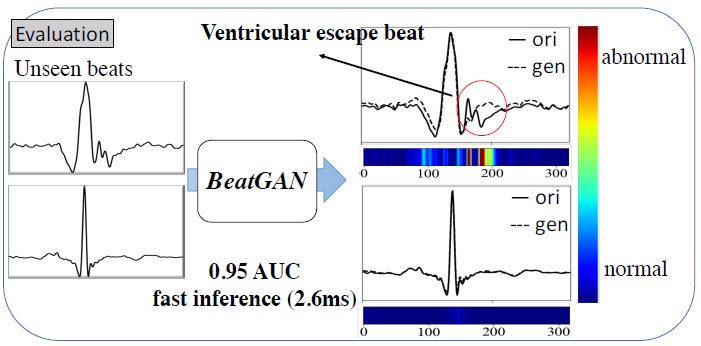 Evaluation
Ventricular escape beat
Unseen beats
ori
gen
abnormal
0 100 200 300
BeatGAN
ori
gen
0.95 AUC
normal
fast inference (2.6ms)
0 100 200 300